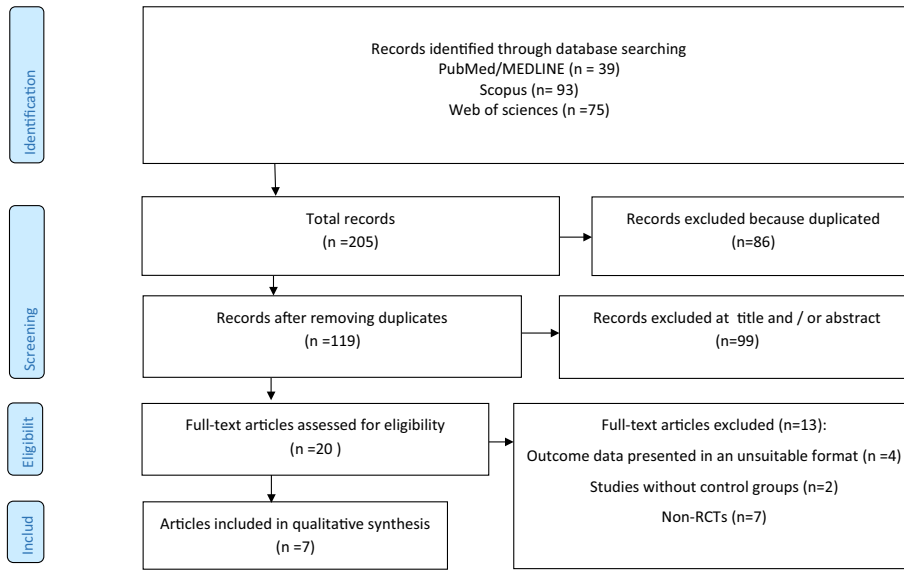 Identification
Records identified through database searching
PubMed/MEDLINE (n = 39)
Scopus (n= 93)
Web of sciences (n =75)
Screening
Total records
(n =205)
Records excluded because duplicated
(n=86)
Records after removing duplicates
(n =119)
Records excluded at title and / or abstract
(n=99)
Eligibilit
Full-text articles assessed for eligibility
(n =20 )
Full-text articles excluded (n=13):
Outcome data presented in an unsuitable format (n =4)
Studies without control groups (n=2)
Non-RCTs (n=7)
Includ
Articles included in qualitative synthesis
(n =7)